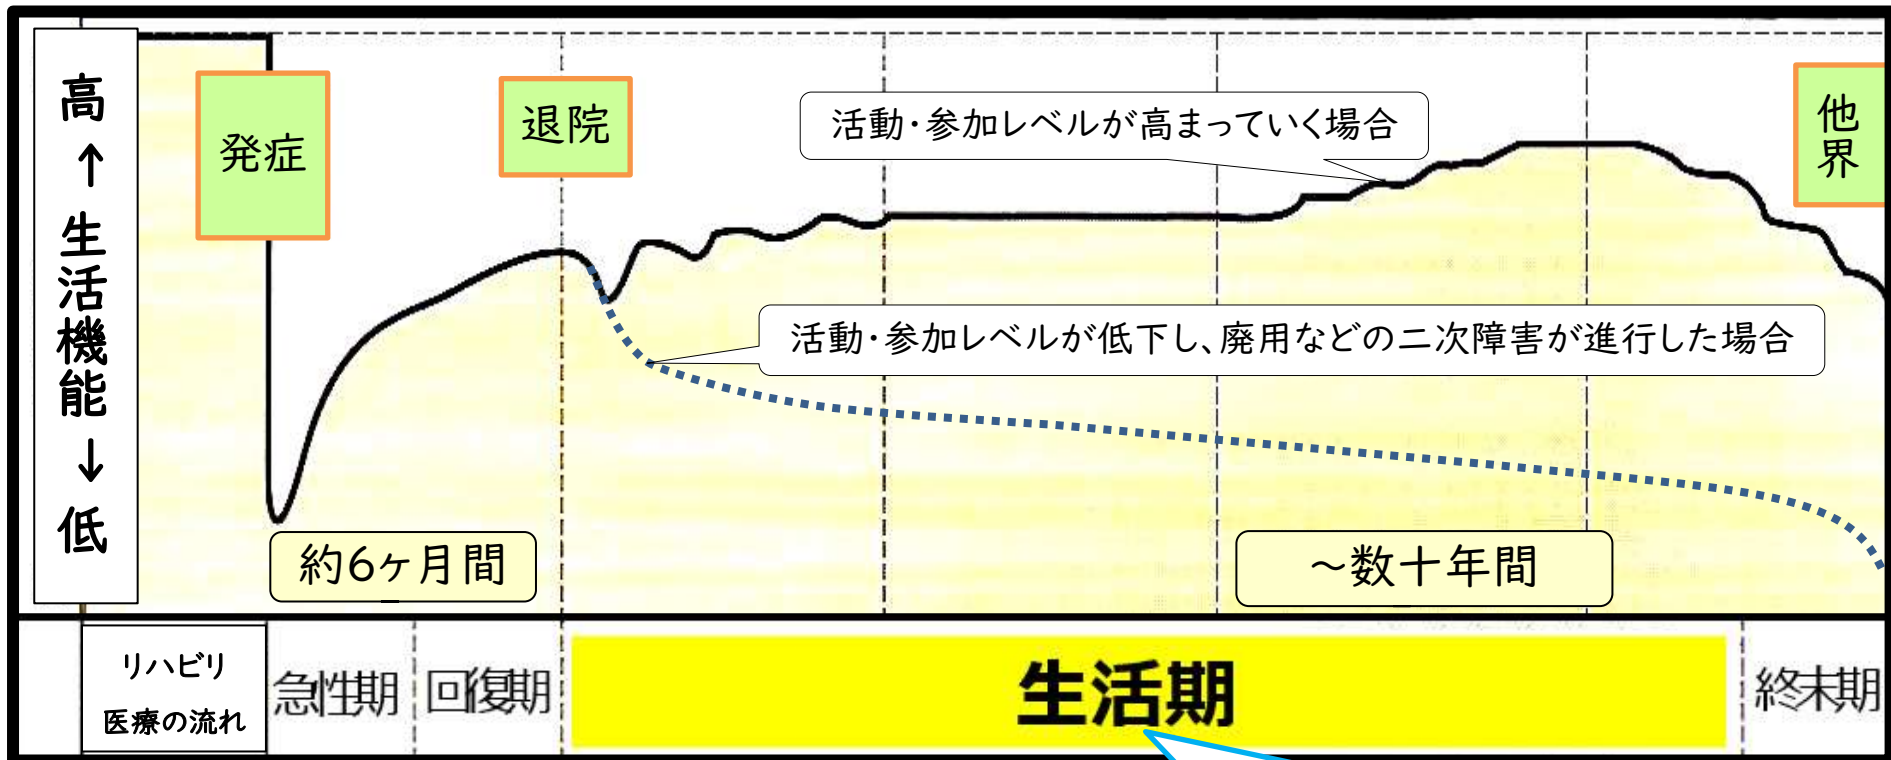 高
↑
生活機能
↓
低
発症
退院
活動・参加レベルが高まっていく場合
他界
活動・参加レベルが低下し、廃用などの二次障害が進行した場合
約6ヶ月間
～数十年間
リハビリ
医療の流れ
急性期
回復期
生活期
終末期